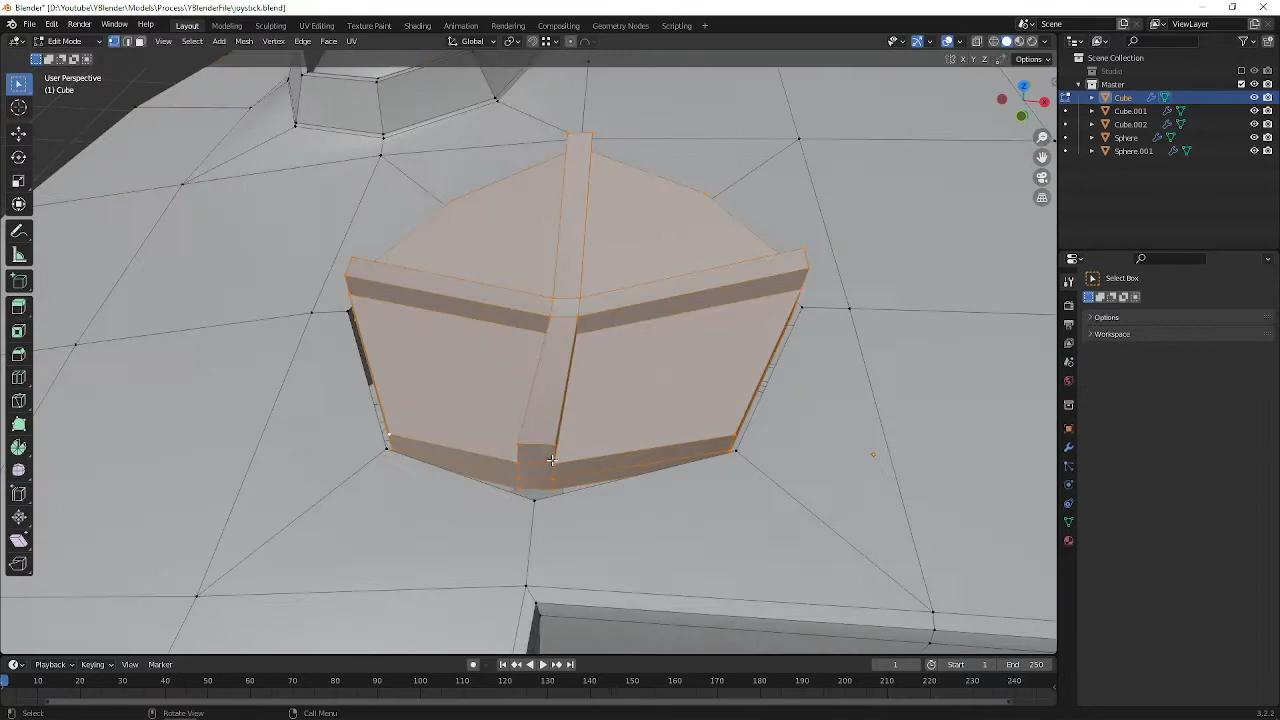 Blender* [D:\Youtube\YBlender\Models\Process\YBlenderFile\joystick.blend]
File Edit Render Window Help Layout Modeling Sculpting UV Editing Texture Paint Shading Animation Rendering Compositing Geometry Nodes Scripting + Scene ViewLayer
Edit Mode View Select Add Mesh Vertex Edge Face UV Global
X Y Z Options
User Perspective
(1) Cube
Z
X
Scene Collection
Studio
Master
Cube
Cube.001
Cube.002
Sphere
Sphere.001
Select Box
Options
Workspace
Playback Keying View Marker 1 Start 1 End 250
10 20 30 40 50 60 70 80 90 100 110 120 130 140 150 160 170 180 190 200 210 220 230 240
Select Rotate View Call Menu 3.2.2